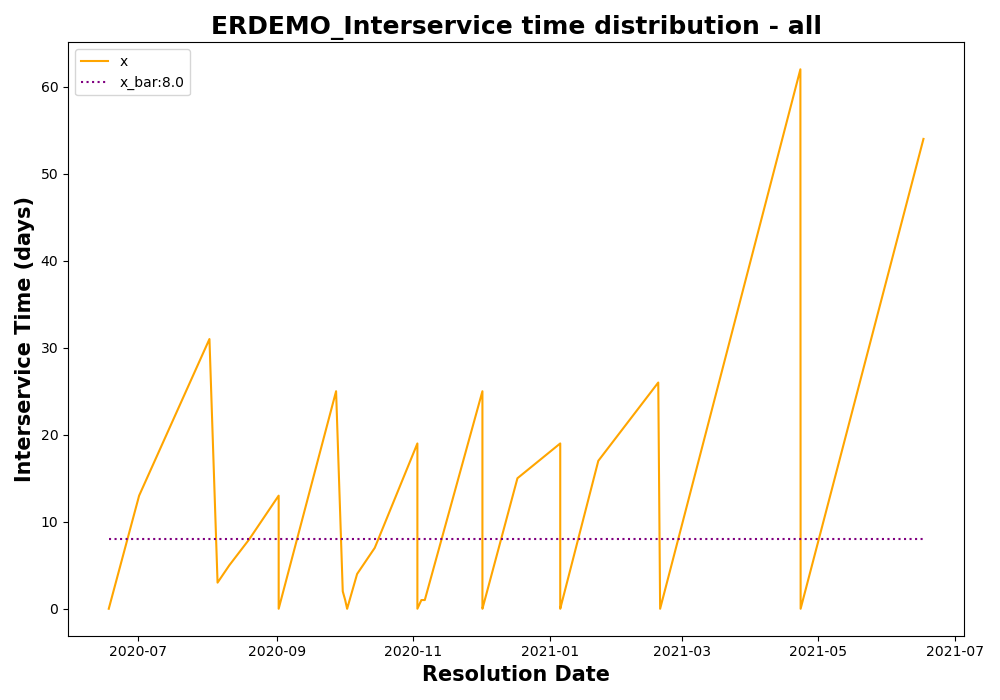 ERDEMO_Interservice time distribution - all
x
x_bar:8.0
Interservice Time (days)
60
50
40
30
20
10
0
2020-07
2020-09
2020-11
2021-01
2021-03
2021-05
2021-07
Resolution Date